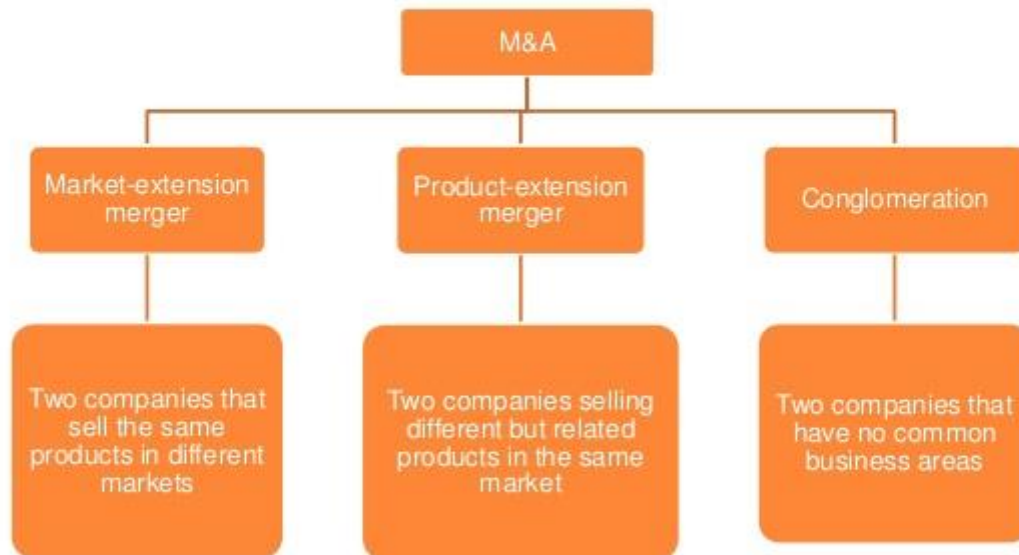 M&A
Market-extension
merger
Product-extension
merger
Conglomeration
Two companies that
sell the same
products in different
markets
Two companies selling
different but related
products in the same
market
Two companies that
have no common
business areas